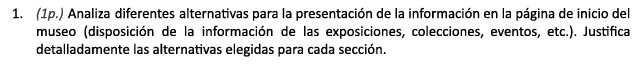 1. (1p.) Analiza diferentes alternativas para la presentación de la información en la página de inicio del
museo (disposición de la información de las exposiciones, colecciones, eventos, etc.). Justifica
detalladamente las alternativas elegidas para cada sección.